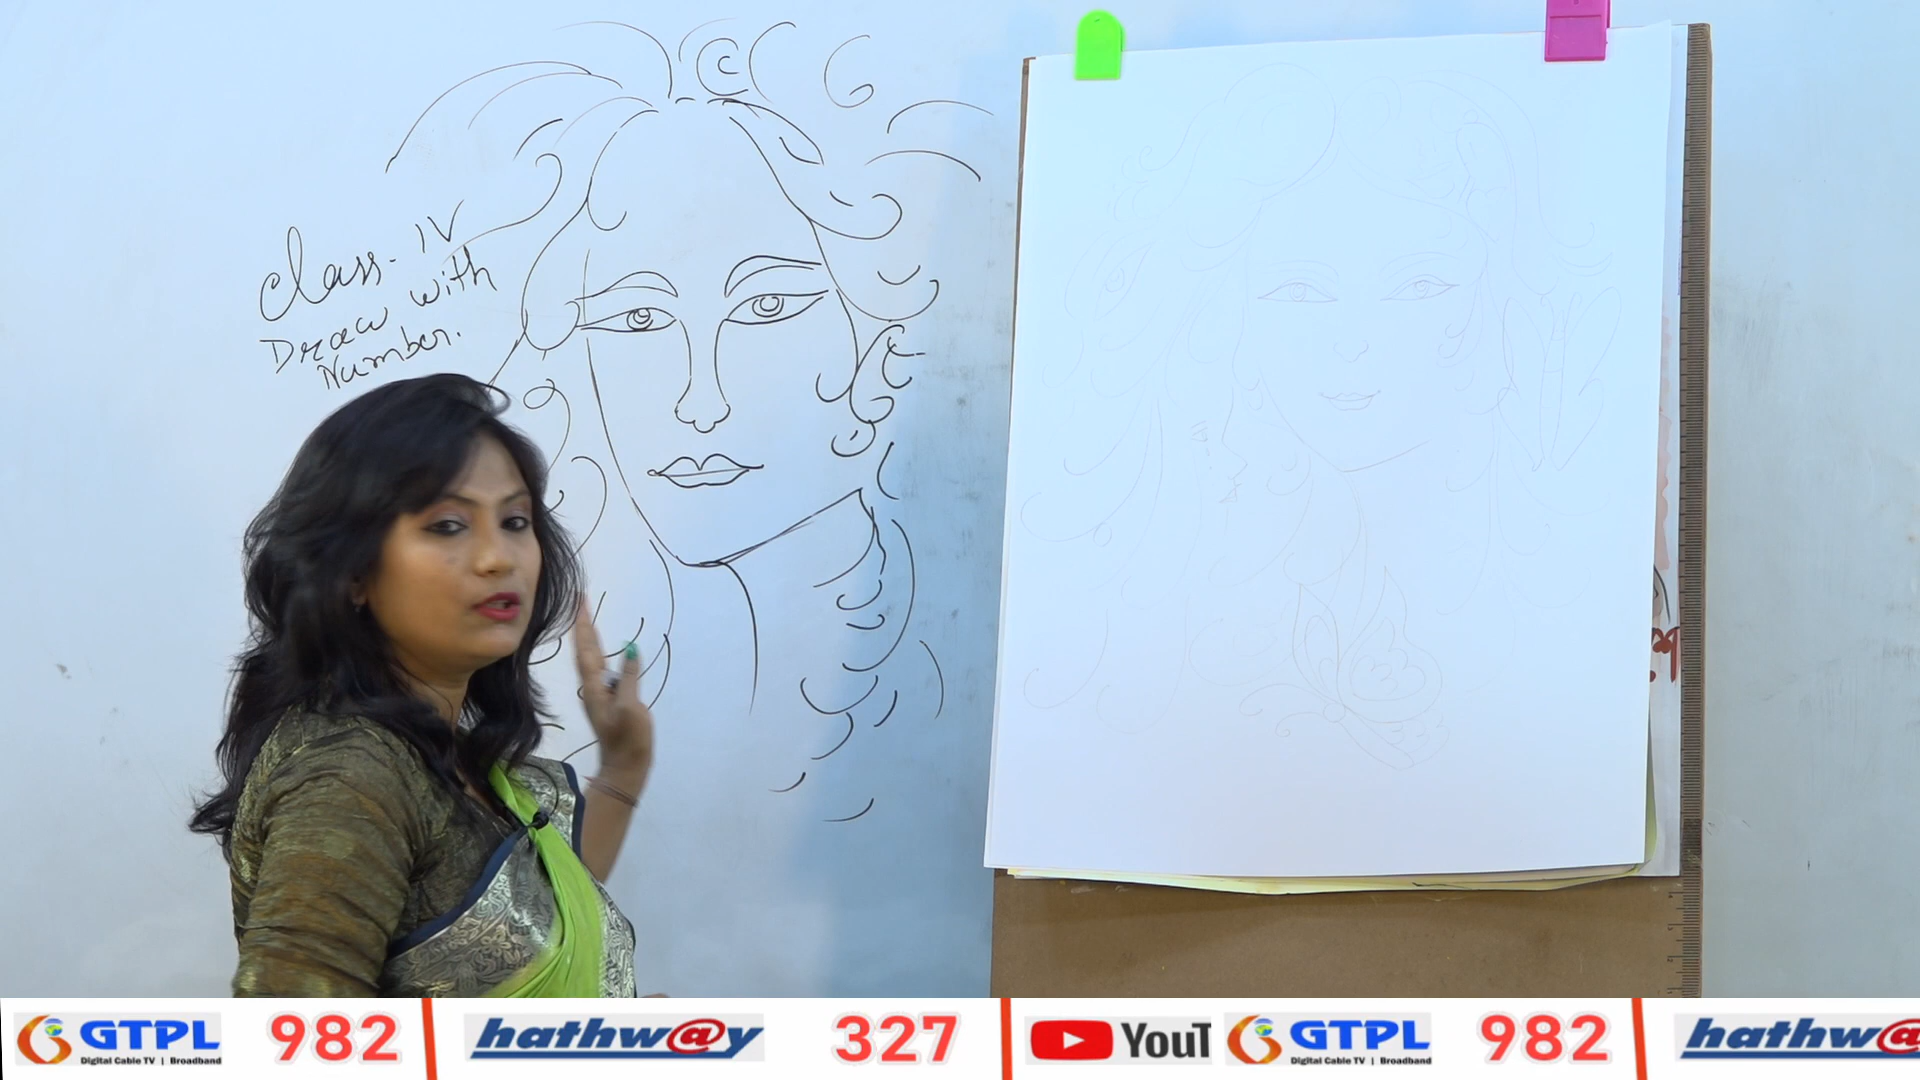 Class-IV
Draw with
Number.
GTPL
Digital Cable TV | Broadband
982
hathw@y
327
YouT
GTPL
Digital Cable TV | Broadband
982
hathw@